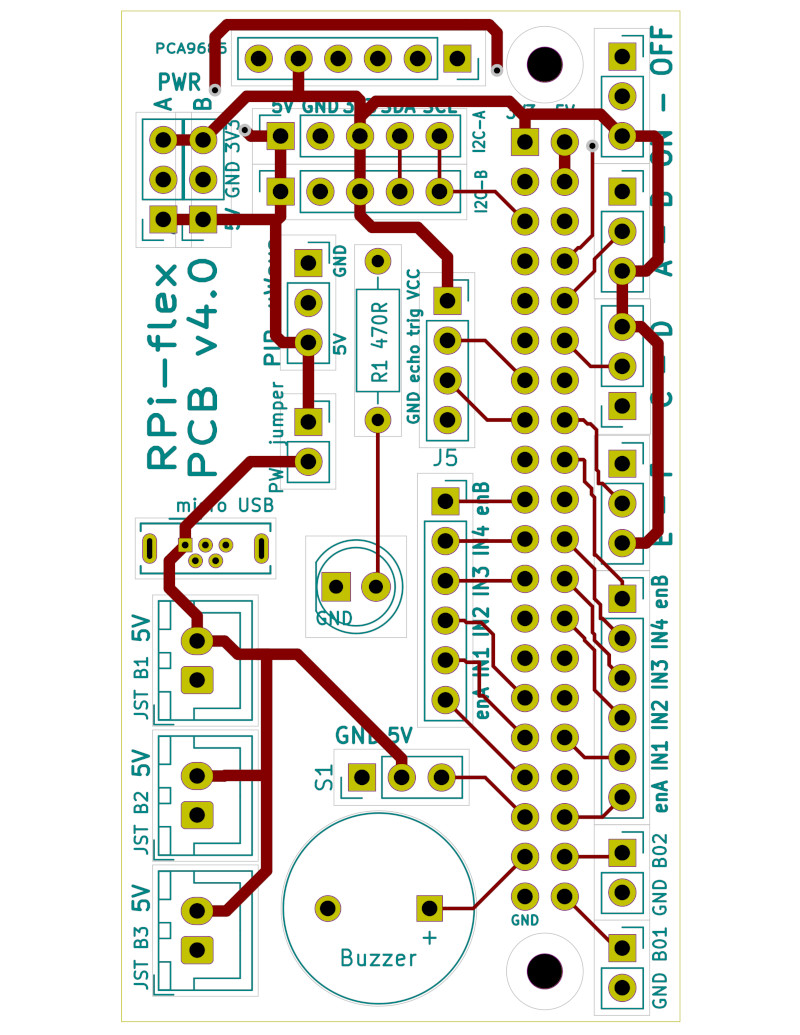 PCA9685
PWR
A
B
5V GND 3V3 SDA SCL
3V3 5V
ON - OFF
I2C-A
I2C-B
5V GND 3V3
A - B
RPi-flex
PCB v4.0
GND
5V
R1 470R
GND echo trig VCC
J5
C - D
PWR jumper
micro USB
GND
enA IN1 IN2 IN3 IN4 enB
enA IN1 IN2 IN3 IN4 enB
5V
JST B1
GND 5V
S1
5V
JST B2
GND B02
5V
JST B3
GND
Buzzer
+
GND B01